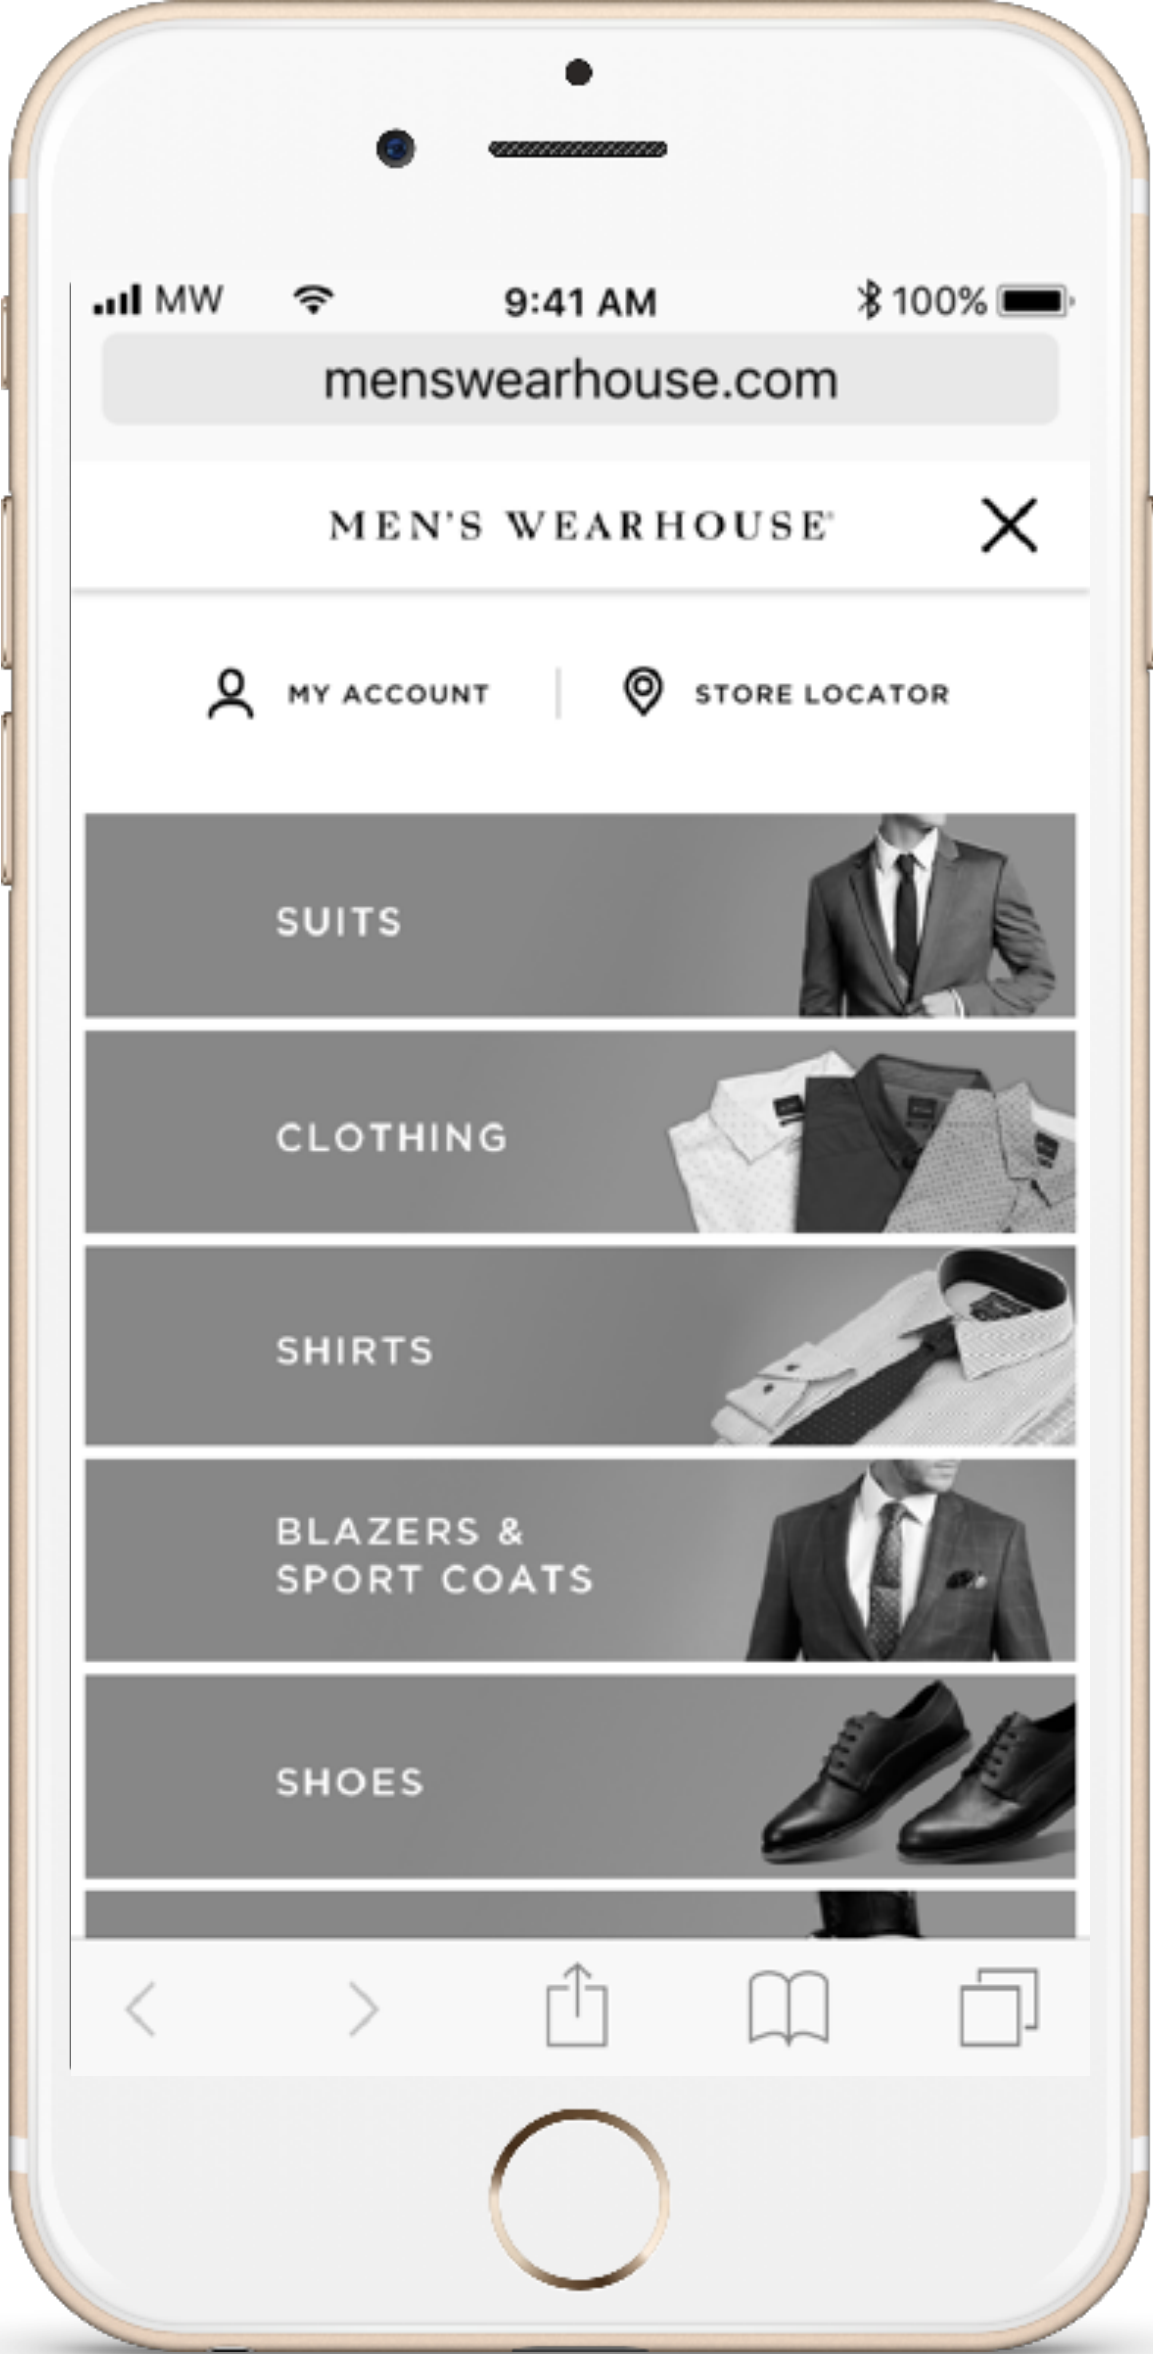 MW 9:41 AM 100%
menswearhouse.com
MEN'S WEARHOUSE®
MY ACCOUNT STORE LOCATOR
SUITS
CLOTHING
SHIRTS
BLAZERS &
SPORT COATS
SHOES